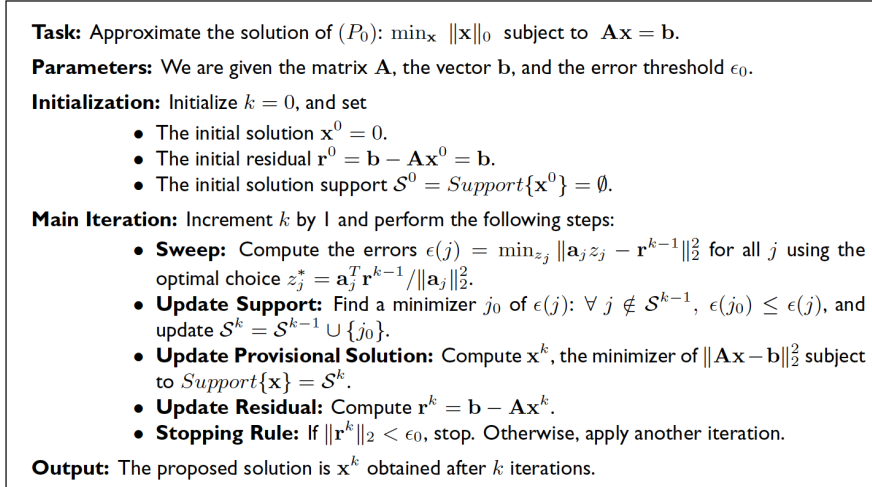 Task: Approximate the solution of (P₀): minₓ ‖x‖₀ subject to Ax = b.
Parameters: We are given the matrix A, the vector b, and the error threshold ϵ₀.
Initialization: Initialize k = 0, and set
• The initial solution x⁰ = 0.
• The initial residual r⁰ = b − Ax⁰ = b.
• The initial solution support S⁰ = Support{x⁰} = ∅.
Main Iteration: Increment k by 1 and perform the following steps:
• Sweep: Compute the errors ϵ(j) = min_{z_j} ‖a_j z_j − r^{k−1}‖₂² for all j using the
optimal choice z_j^* = a_j^T r^{k−1}/‖a_j‖₂².
• Update Support: Find a minimizer j₀ of ϵ(j): ∀ j ∉ S^{k−1}, ϵ(j₀) ≤ ϵ(j), and
update S^k = S^{k−1} ∪ {j₀}.
• Update Provisional Solution: Compute x^k, the minimizer of ‖Ax − b‖₂² subject
to Support{x} = S^k.
• Update Residual: Compute r^k = b − Ax^k.
• Stopping Rule: If ‖r^k‖₂ < ϵ₀, stop. Otherwise, apply another iteration.
Output: The proposed solution is x^k obtained after k iterations.